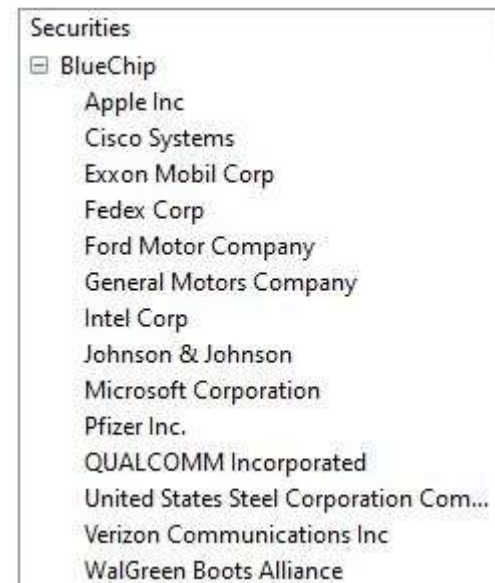 Securities
BlueChip
Apple Inc
Cisco Systems
Exxon Mobil Corp
Fedex Corp
Ford Motor Company
General Motors Company
Intel Corp
Johnson & Johnson
Microsoft Corporation
Pfizer Inc.
QUALCOMM Incorporated
United States Steel Corporation Com...
Verizon Communications Inc
WalGreen Boots Alliance